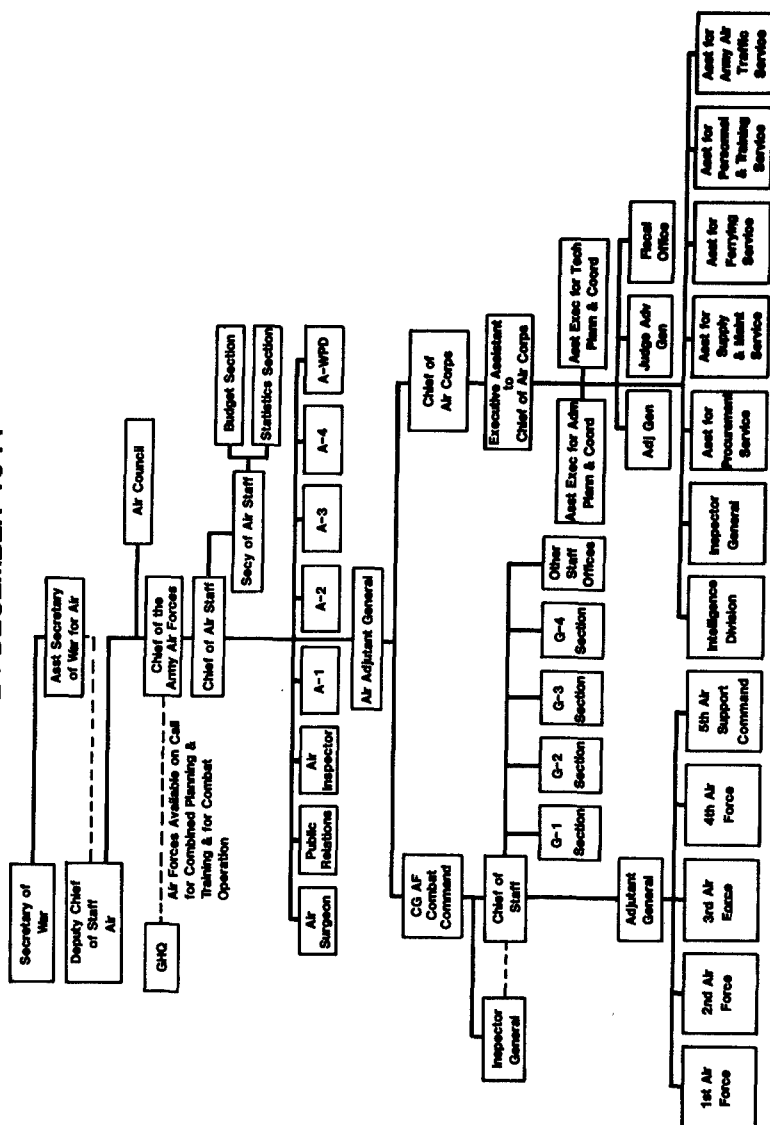 Secretary of
War
Asst Secretary
of War for Air
Deputy Chief
of Staff
Air
Air Council
GHQ
Air Forces Available on Call
for Combined Planning &
Training & for Combat
Operation
Chief of the
Army Air Forces
Chief of Air Staff
Secy of Air Staff
Budget Section
Statistics Section
Air
Surgeon
Public
Relations
Air
Inspector
A-1
A-2
A-3
A-4
A-WPD
Air Adjutant General
CG AF
Combat
Command
Chief of
Air Corps
Inspector
General
Chief of
Staff
G-1
Section
G-2
Section
G-3
Section
G-4
Section
Other
Staff
Offices
Executive Assistant
to
Chief of Air Corps
Asst Exec for Adm
Plann & Coord
Asst Exec for Tech
Plann & Coord
Adjutant
General
Adj Gen
Judge Adv
Gen
Fiscal
Office
1st Air
Force
2nd Air
Force
3rd Air
Force
4th Air
Force
5th Air
Support
Command
Intelligence
Division
Inspector
General
Asst for
Procurement
Service
Asst for
Supply
& Maint
Service
Asst for
Ferrying
Service
Asst for
Personnel
& Training
Service
Asst for
Army Air
Traffic
Service